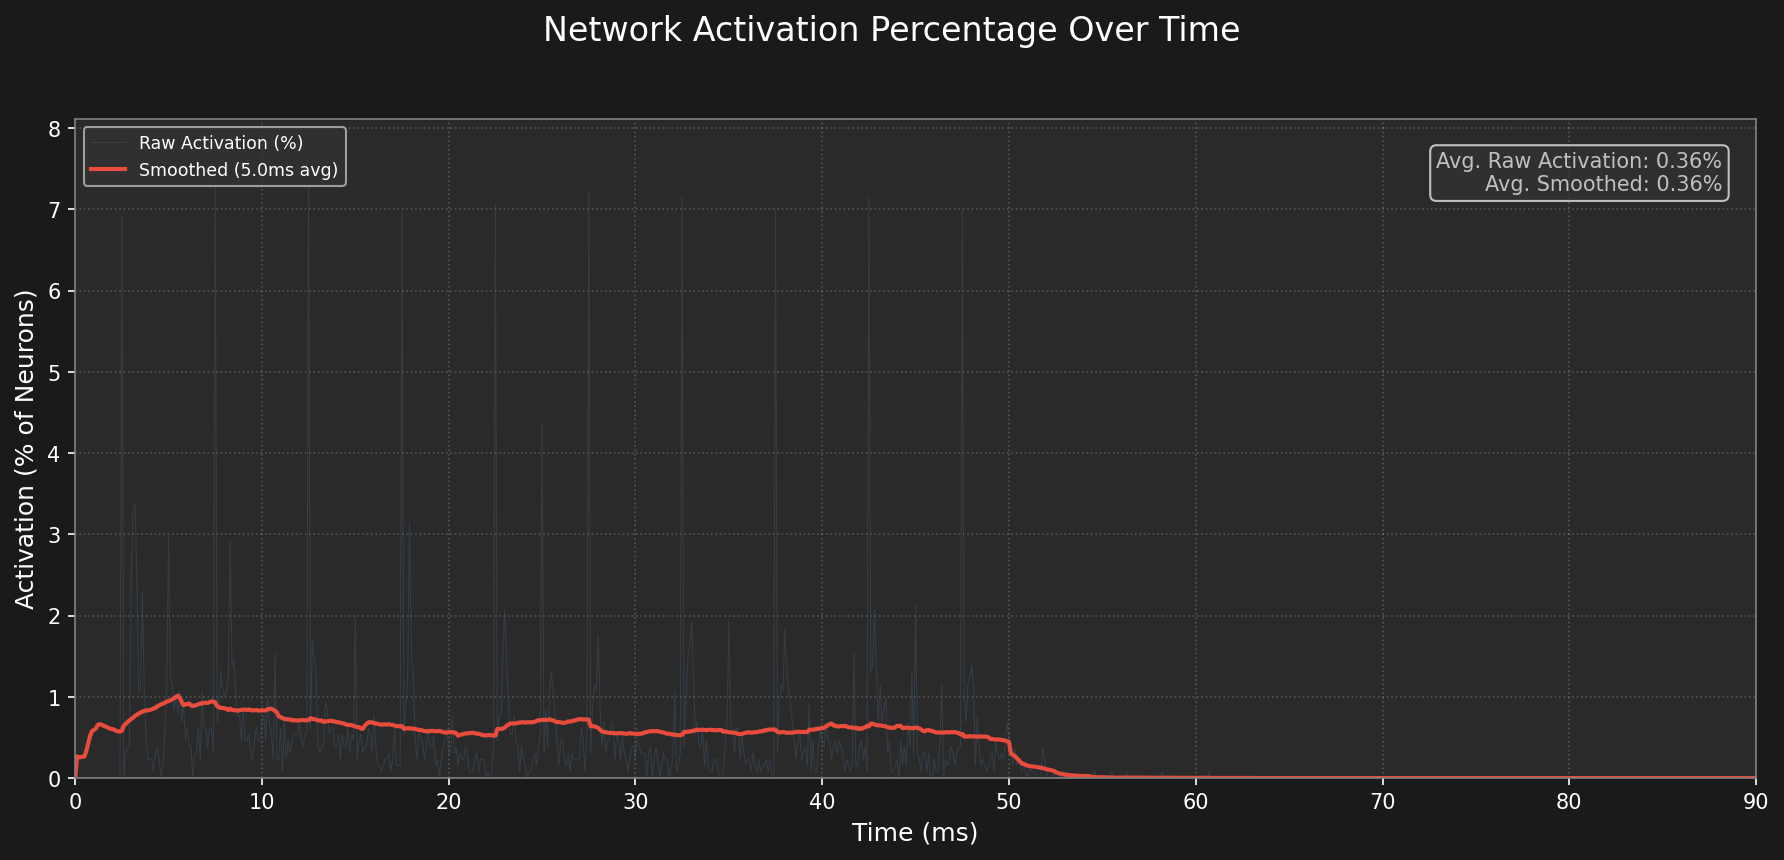 Network Activation Percentage Over Time
Raw Activation (%)
Smoothed (5.0ms avg)
Avg. Raw Activation: 0.36%
Avg. Smoothed: 0.36%
Activation (% of Neurons)
8
7
6
5
4
3
2
1
0
0 10 20 30 40 50 60 70 80 90
Time (ms)